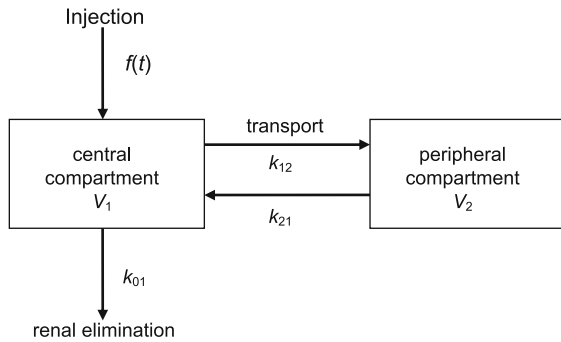 Injection
f(t)
central
compartment
V1
transport
k12
k21
peripheral
compartment
V2
k01
renal elimination